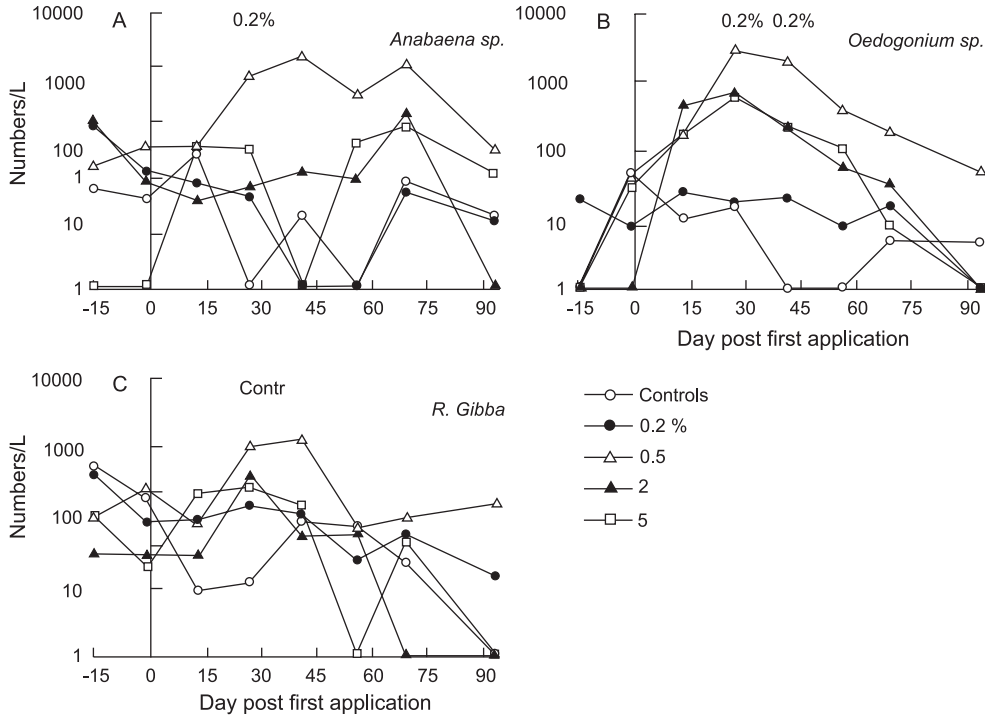 A
0.2%
Anabaena sp.
Numbers/L
10000
1000
100
1
10
1
-15 0 15 30 45 60 75 90
B
0.2% 0.2%
Oedogonium sp.
10000
1000
100
10
1
-15 0 15 30 45 60 75 90
Day post first application
C
Contr
R. Gibba
Numbers/L
10000
1000
100
10
1
-15 0 15 30 45 60 75 90
Day post first application
Controls
0.2 %
0.5
2
5